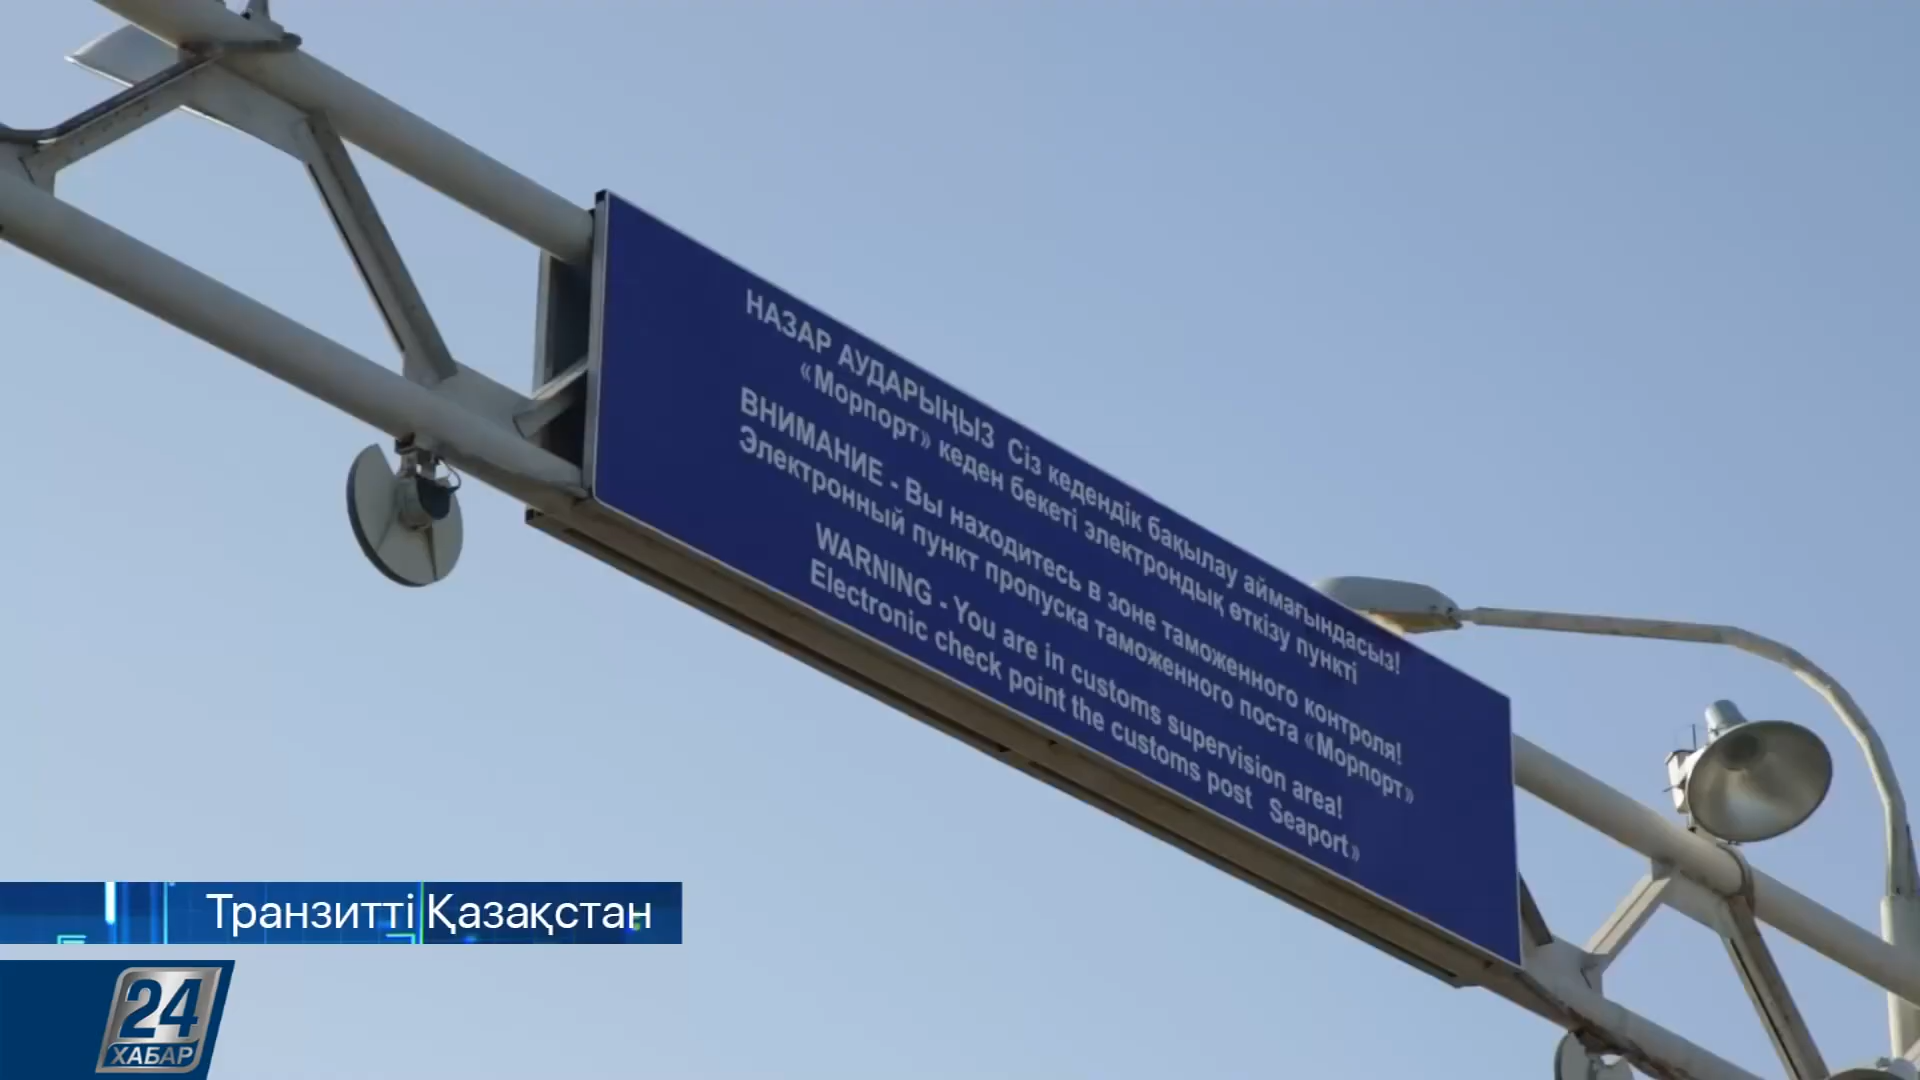 НАЗАР АУДАРЫҢЫЗ Сіз кедендік бақылау аймағындасыз!
«Морпорт» кеден бекеті электрондық өткізу пункті
ВНИМАНИЕ - Вы находитесь в зоне таможенного контроля!
Электронный пункт пропуска таможенного поста «Морпорт»
WARNING - You are in customs supervision area!
Electronic check point the customs post Seaport»
Транзитті Қазақстан
24
ХАБАР